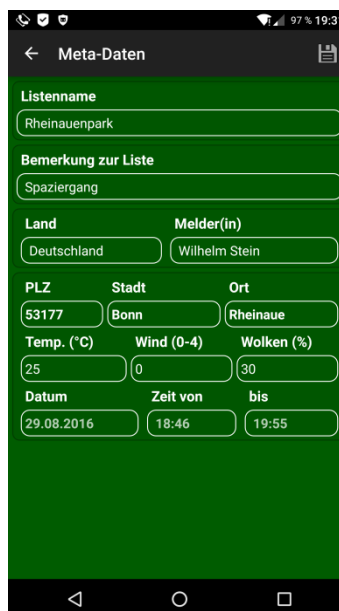 97 % 19:3
Meta-Daten
Listenname
Rheinauenpark
Bemerkung zur Liste
Spaziergang
Land Melder(in)
Deutschland Wilhelm Stein
PLZ Stadt Ort
53177 Bonn Rheinaue
Temp. (°C) Wind (0-4) Wolken (%)
25 0 30
Datum Zeit von bis
29.08.2016 18:46 19:55